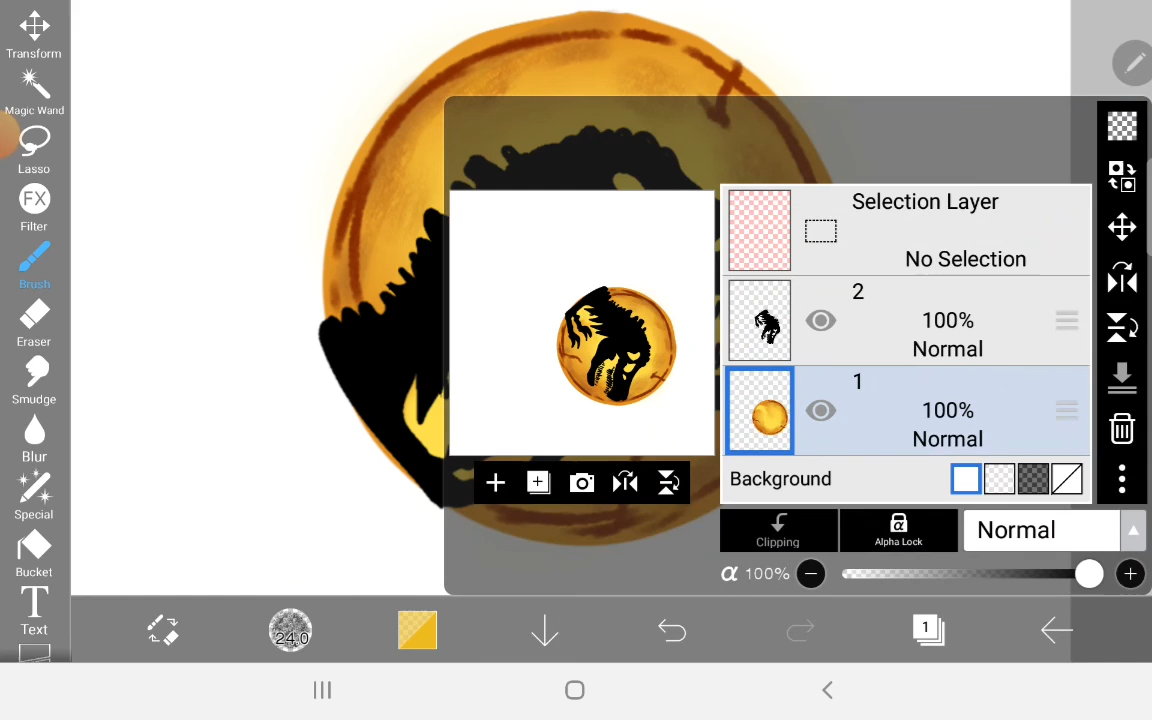 Transform
Magic Wand
Lasso
FX
Filter
Brush
Eraser
Smudge
Blur
Special
Bucket
T
Text
Selection Layer
No Selection
2
100%
Normal
1
100%
Normal
Background
Clipping
α
Alpha Lock
Normal
α 100%
24.0
1